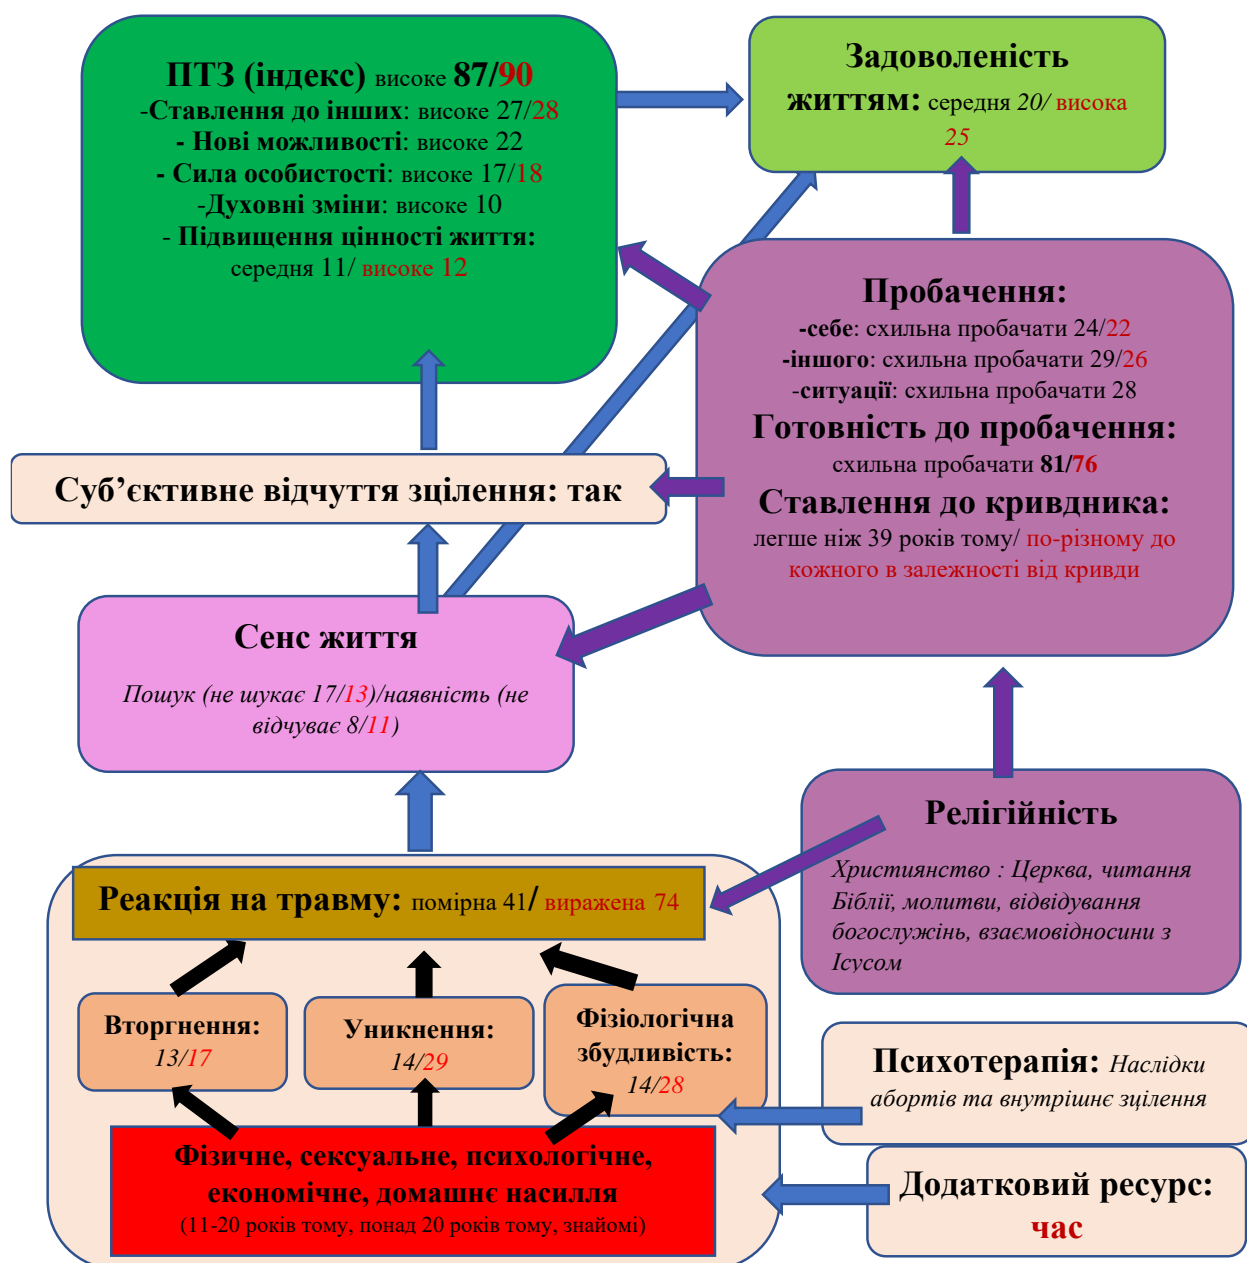 ПТЗ (індекс) високе 87/90
-Ставлення до інших: високе 27/28
- Нові можливості: високе 22
- Сила особистості: високе 17/18
-Духовні зміни: високе 10
- Підвищення цінності життя:
середня 11/ високе 12
Задоволеність
життям: середня 20/ висока
25
Пробачення:
-себе: схильна пробачати 24/22
-іншого: схильна пробачати 29/26
-ситуації: схильна пробачати 28
Готовність до пробачення:
схильна пробачати 81/76
Ставлення до кривдника:
легше ніж 39 років тому/ по-різному до
кожного в залежності від кривди
Суб’єктивне відчуття зцілення: так
Сенс життя
Пошук (не шукає 17/13)/наявність (не
відчуває 8/11)
Релігійність
Християнство : Церква, читання
Біблії, молитви, відвідування
богослужінь, взаємовідносини з
Ісусом
Реакція на травму: помірна 41/ виражена 74
Вторгнення:
13/17
Уникнення:
14/29
Фізіологічна
збудливість:
14/28
Психотерапія: Наслідки
абортів та внутрішнє зцілення
Фізичне, сексуальне, психологічне,
економічне, домашнє насилля
(11-20 років тому, понад 20 років тому, знайомі)
Додатковий ресурс:
час